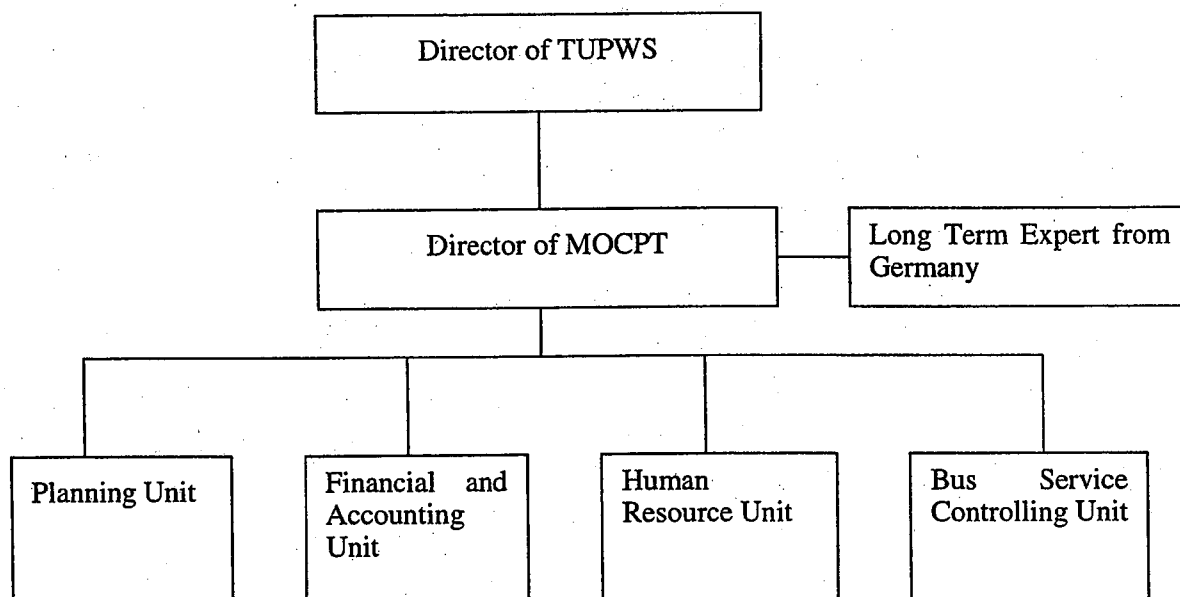 Director of TUPWS
Director of MOCPT
Long Term Expert from
Germany
Planning Unit
Financial and
Accounting
Unit
Human
Resource Unit
Bus Service
Controlling Unit